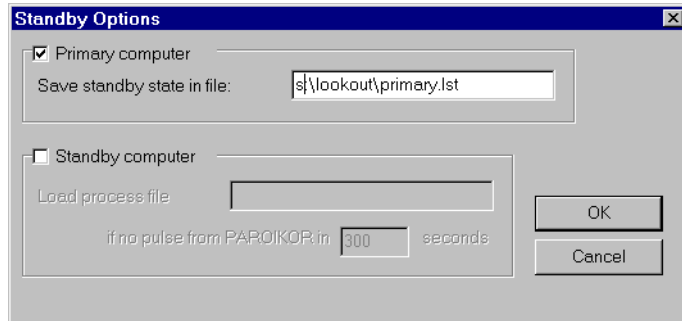 Standby Options
Primary computer
Save standby state in file: s:\lookout\primary.lst
Standby computer
Load process file
if no pulse from PAROIKOR in 300 seconds
OK
Cancel